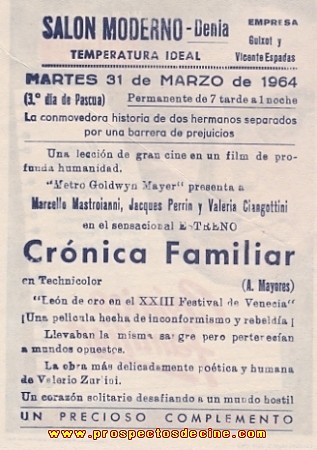 SALON MODERNO - Denia
EMPRESA
Guixot y
Vicente Espadas
TEMPERATURA IDEAL
MARTES 31 de MARZO de 1964
(3.º dia de Pascua) Permanente de 7 tarde a 1 noche
La conmovedora historia de dos hermanos separados
por una barrera de prejuicios
Una lección de gran cine en un film de pro-
funda humanidad.
"Metro Goldwyn Mayer" presenta a
Marcello Mastroianni, Jacques Perrin y Valeria Ciangottini
en el sensacional ESTRENO
Crónica Familiar
en Technicolor (A. Mayores)
"León de oro en el XXIII Festival de Venecia"
¡Una película hecha de inconformismo y rebeldía ¡
Llevaban la misma sangre pero pertenesían
a mundos opuestos.
La obra más delicadamente poética y humana
de Valerio Zurlini.
Un corazón solitario desafiando a un mundo hostil
UN PRECIOSO COMPLEMENTO
www.prospectosdecine.com